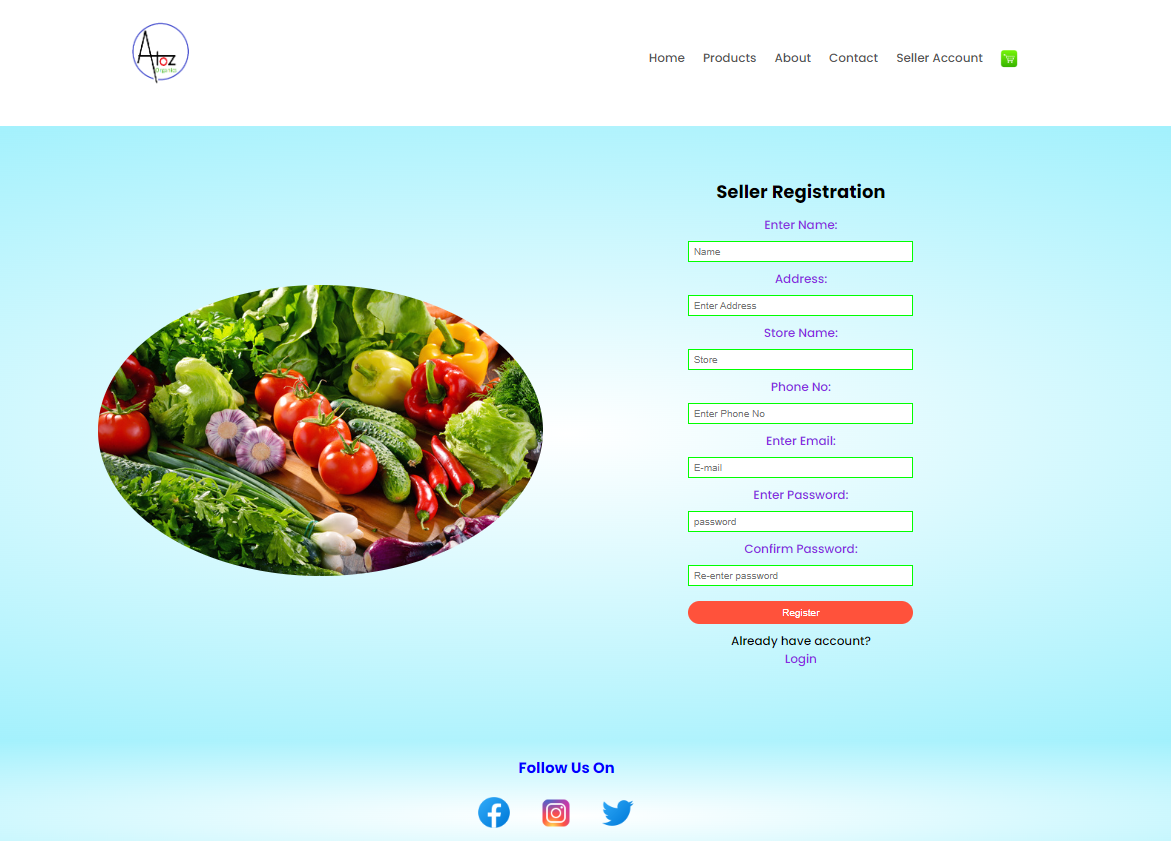 Atoz
Organics
Home Products About Contact Seller Account
Seller Registration
Enter Name:
Name
Address:
Enter Address
Store Name:
Store
Phone No:
Enter Phone No
Enter Email:
E-mail
Enter Password:
password
Confirm Password:
Re-enter password
Register
Already have account?
Login
Follow Us On